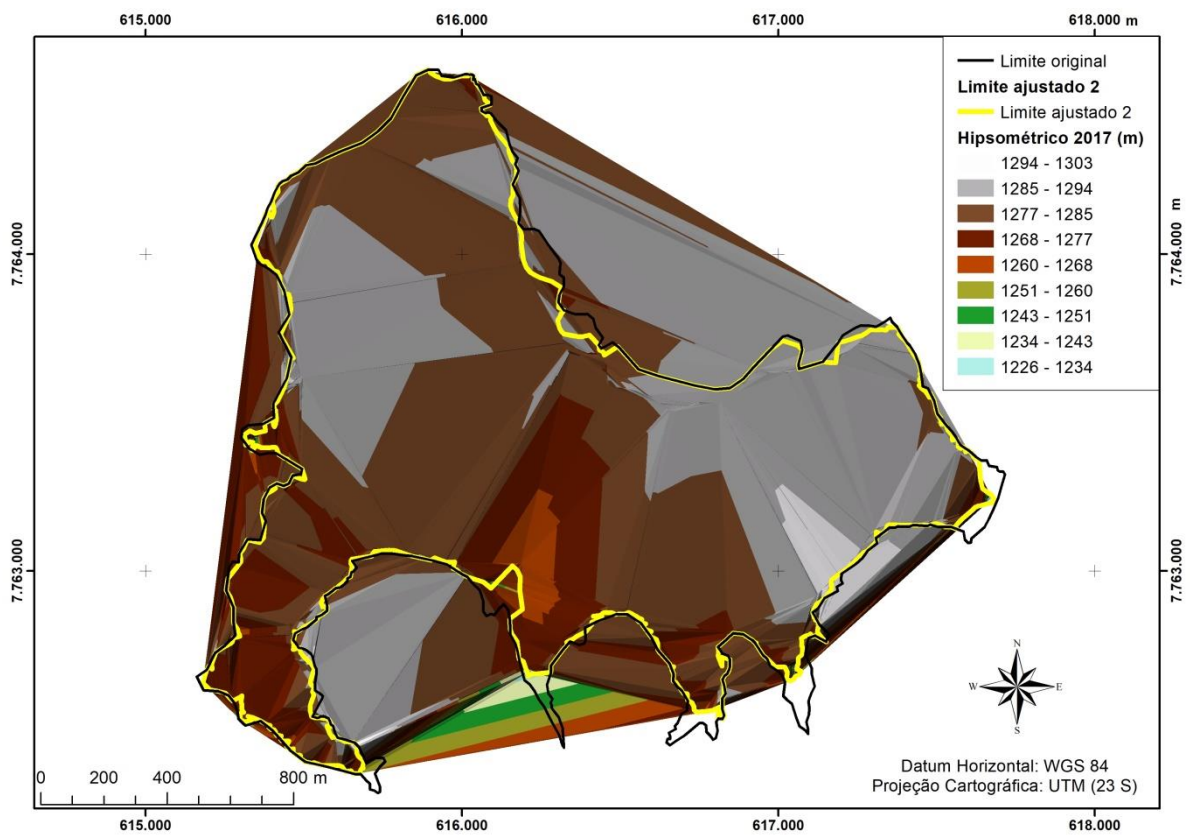 615.000 616.000 617.000 618.000 m
Limite original
Limite ajustado 2
Limite ajustado 2
Hipsométrico 2017 (m)
1294 - 1303
1285 - 1294
1277 - 1285
1268 - 1277
1260 - 1268
1251 - 1260
1243 - 1251
1234 - 1243
1226 - 1234
7.764.000
7.763.000
m
7.764.000
7.763.000
N
W E
S
0 200 400 800 m
Datum Horizontal: WGS 84
Projeção Cartográfica: UTM (23 S)
615.000 616.000 617.000 618.000